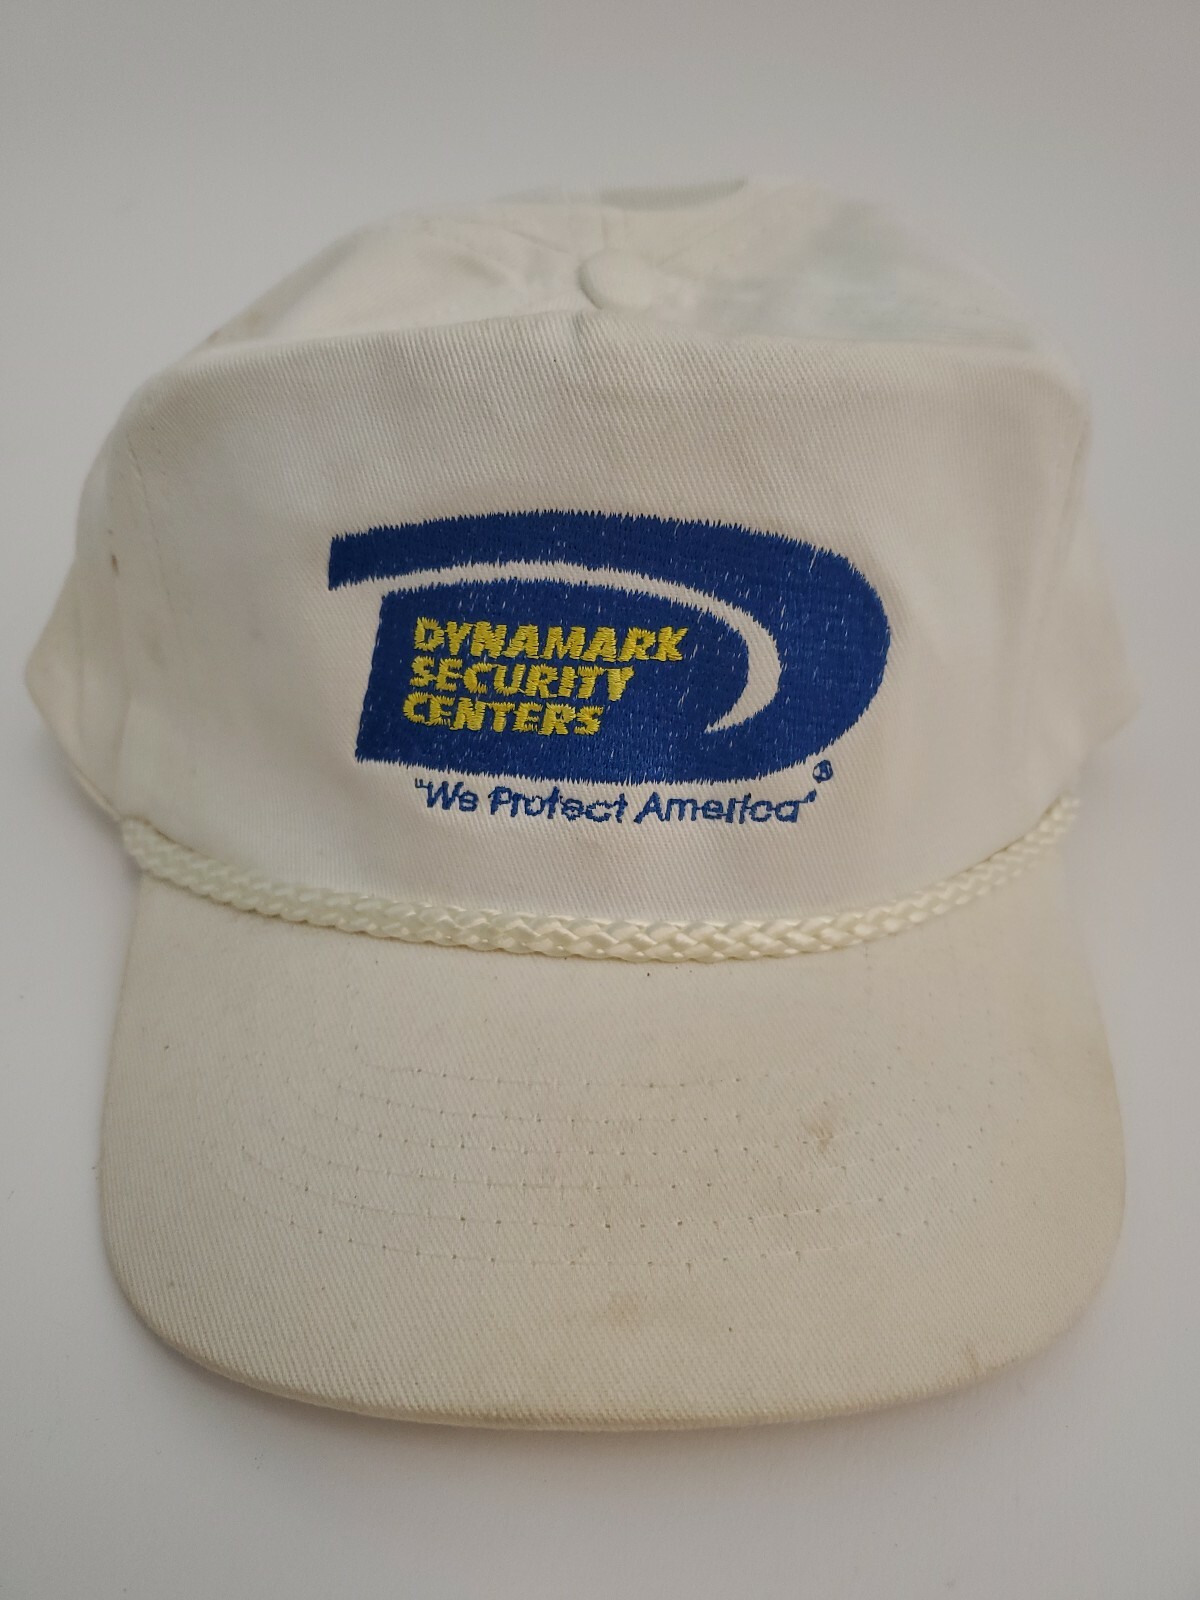 DYNAMARK
SECURITY
CENTERS
®
"We Protect America"